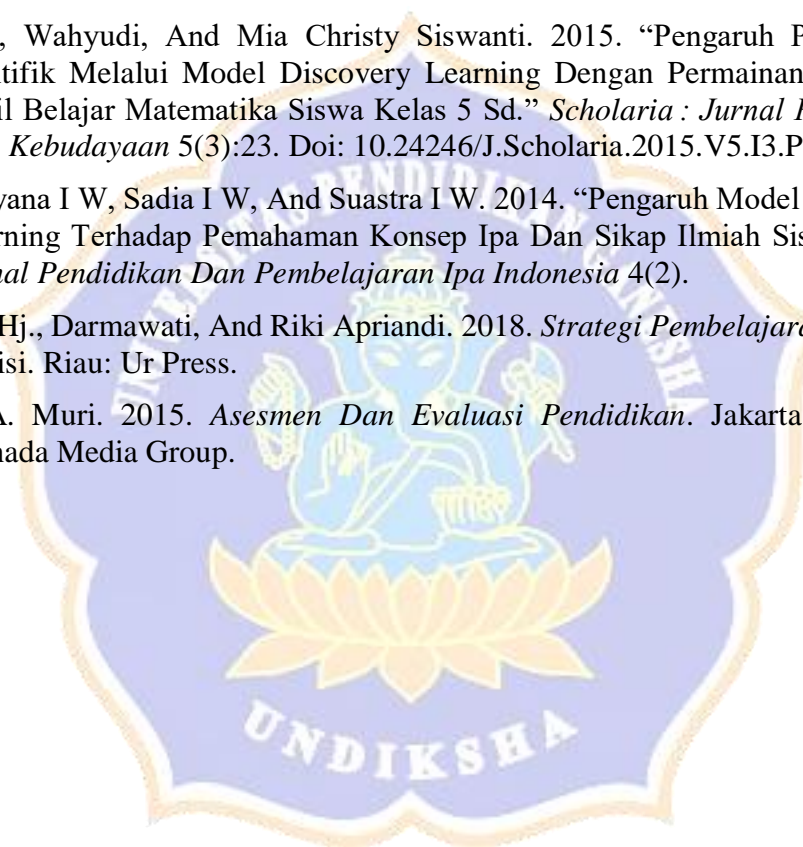 , Wahyudi, And Mia Christy Siswanti. 2015. “Pengaruh P
tifik Melalui Model Discovery Learning Dengan Permainan
il Belajar Matematika Siswa Kelas 5 Sd.” Scholaria : Jurnal P
Kebudayaan 5(3):23. Doi: 10.24246/J.Scholaria.2015.V5.I3.P
yana I W, Sadia I W, And Suastra I W. 2014. “Pengaruh Model
rning Terhadap Pemahaman Konsep Ipa Dan Sikap Ilmiah Sis
nal Pendidikan Dan Pembelajaran Ipa Indonesia 4(2).
Hj., Darmawati, And Riki Apriandi. 2018. Strategi Pembelajara
isi. Riau: Ur Press.
A. Muri. 2015. Asesmen Dan Evaluasi Pendidikan. Jakarta
nada Media Group.
UNIVERSITAS PENDIDIKAN GANESHA
UNDIKSHA